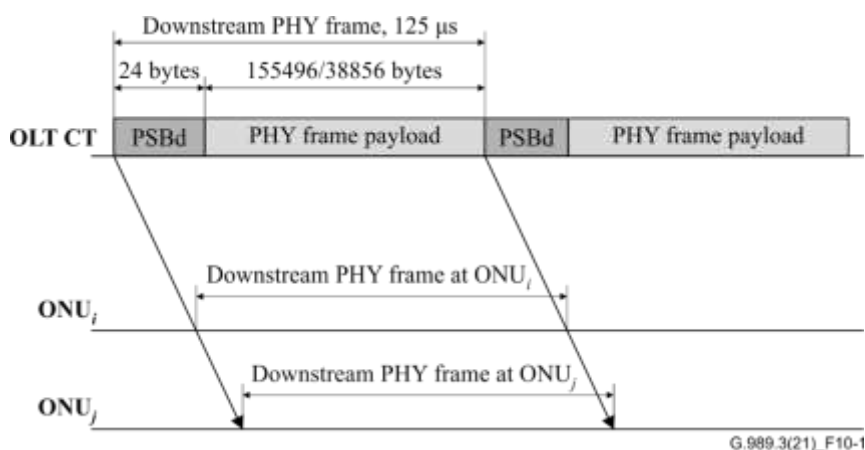 Downstream PHY frame, 125 µs
24 bytes 155496/38856 bytes
OLT CT PSBd PHY frame payload PSBd PHY frame payload
Downstream PHY frame at ONUi
ONUi
Downstream PHY frame at ONUj
ONUj
G.989.3(21)_F10-1